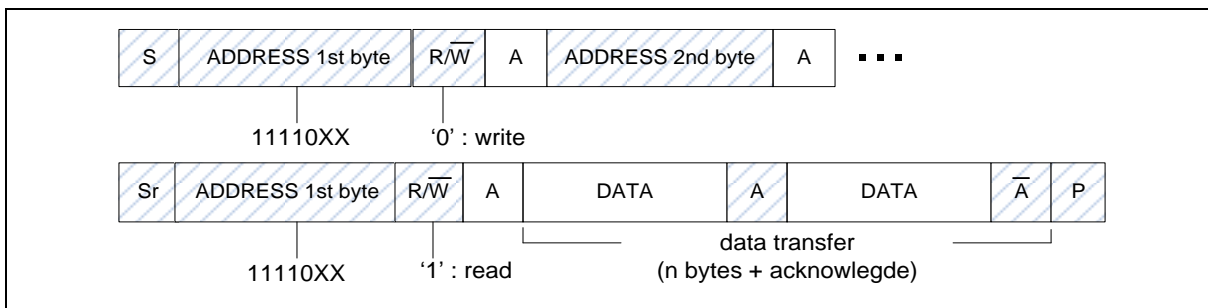 S ADDRESS 1st byte R/W̅ A ADDRESS 2nd byte A ▪ ▪ ▪
11110XX '0' : write
Sr ADDRESS 1st byte R/W̅ A DATA A DATA A̅ P
data transfer
11110XX '1' : read (n bytes + acknowlegde)